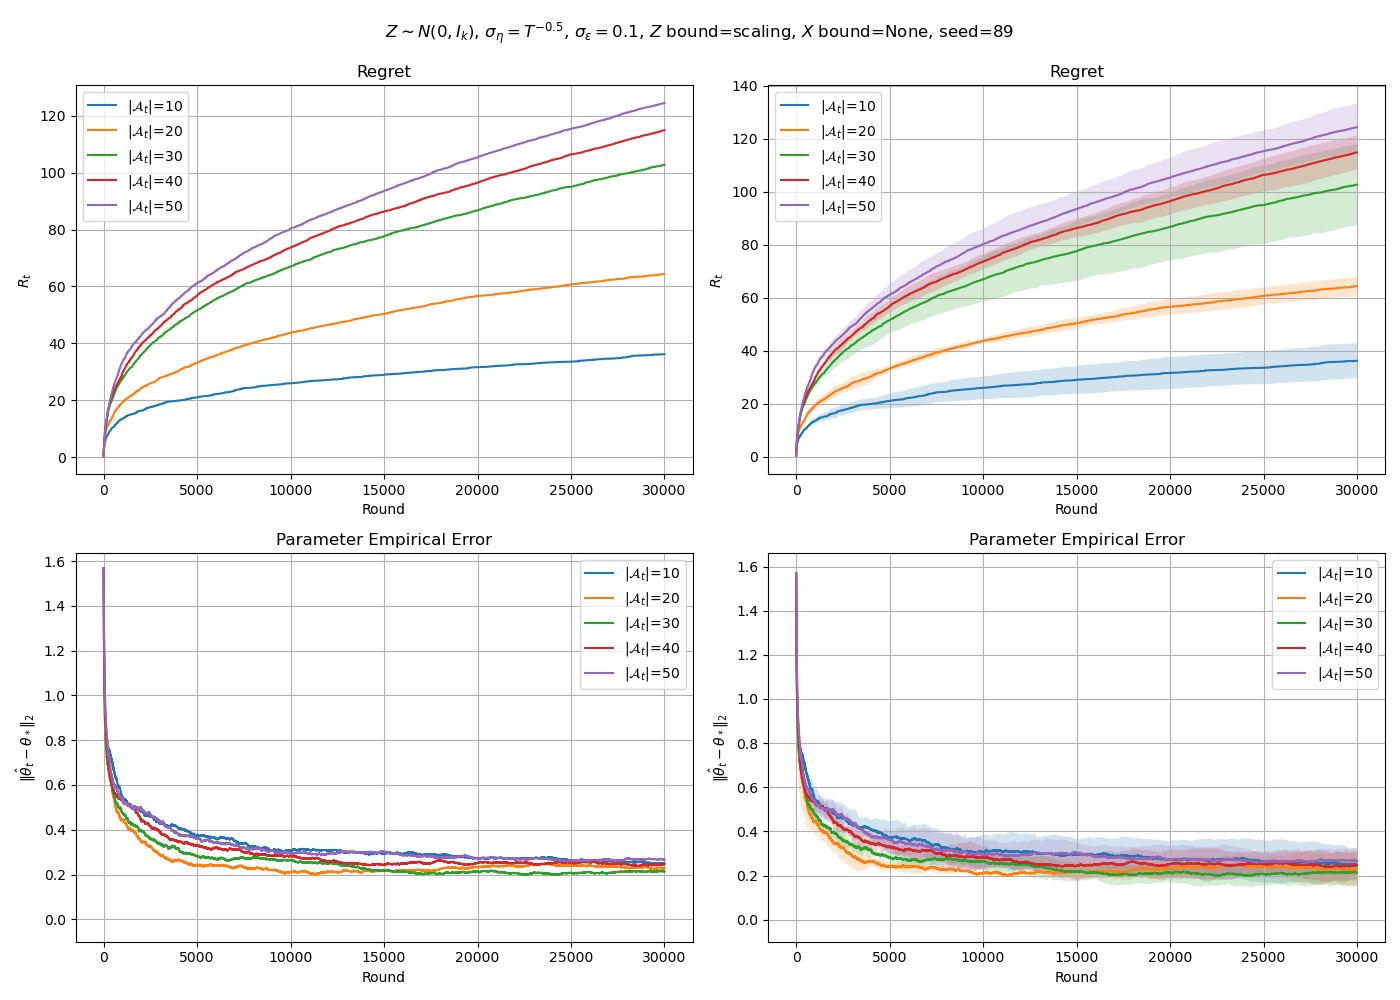 Z ∼ N(0, I_k), σ_η = T^{−0.5}, σ_ε = 0.1, Z bound=scaling, X bound=None, seed=89
Regret
R_t
120
100
80
60
40
20
0
|𝒜_t|=10
|𝒜_t|=20
|𝒜_t|=30
|𝒜_t|=40
|𝒜_t|=50
0 5000 10000 15000 20000 25000 30000
Round
Regret
R_t
140
120
100
80
60
40
20
0
|𝒜_t|=10
|𝒜_t|=20
|𝒜_t|=30
|𝒜_t|=40
|𝒜_t|=50
0 5000 10000 15000 20000 25000 30000
Round
Parameter Empirical Error
‖θ̂_t − θ_*‖_2
1.6
1.4
1.2
1.0
0.8
0.6
0.4
0.2
0.0
|𝒜_t|=10
|𝒜_t|=20
|𝒜_t|=30
|𝒜_t|=40
|𝒜_t|=50
0 5000 10000 15000 20000 25000 30000
Round
Parameter Empirical Error
‖θ̂_t − θ_*‖_2
1.6
1.4
1.2
1.0
0.8
0.6
0.4
0.2
0.0
|𝒜_t|=10
|𝒜_t|=20
|𝒜_t|=30
|𝒜_t|=40
|𝒜_t|=50
0 5000 10000 15000 20000 25000 30000
Round